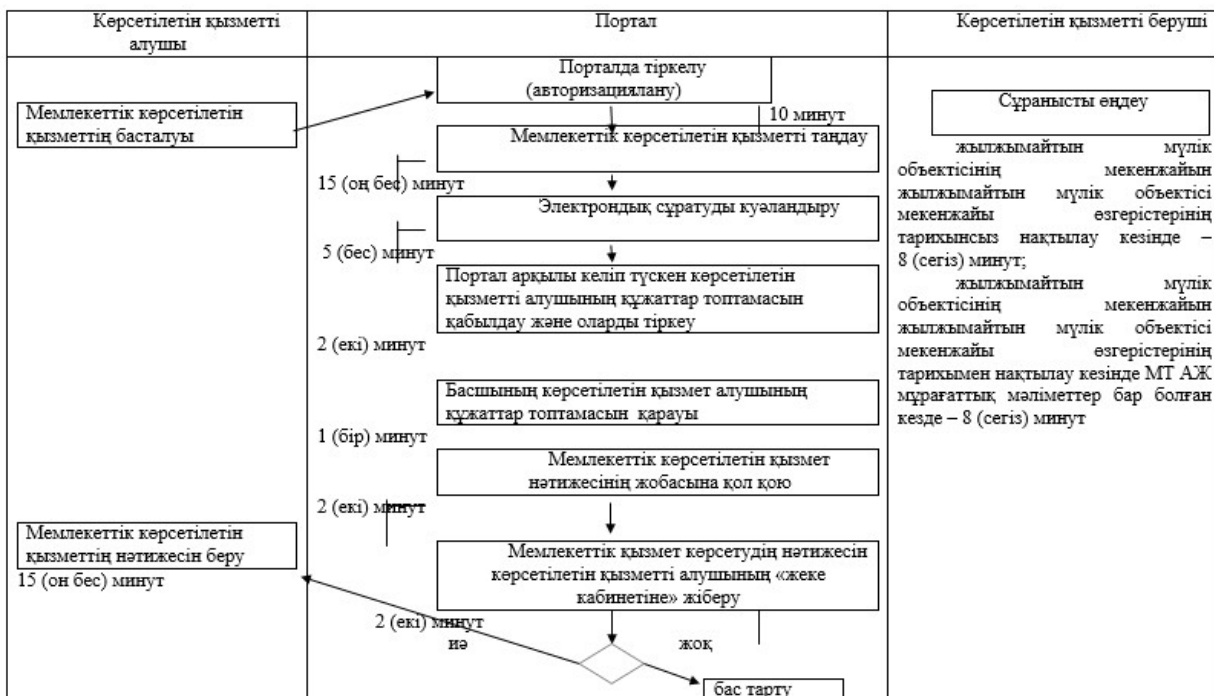 Көрсетілетін қызметті
алушы
Портал
Көрсетілетін қызметті беруші
Мемлекеттік көрсетілетін
қызметтің басталуы
Порталда тіркелу
(авторизациялану)
10 минут
Мемлекеттік көрсетілетін қызметті таңдау
15 (оң бес) минут
Электрондық сұратуды куәландыру
5 (бес) минут
Портал арқылы келіп түскен көрсетілетін
қызметті алушының құжаттар топтамасын
қабылдау және оларды тіркеу
2 (екі) минут
Басшының көрсетілетін қызмет алушының
құжаттар топтамасын қарауы
1 (бір) минут
Мемлекеттік көрсетілетін қызмет
нәтижесінің жобасына қол қою
2 (екі) минут
Мемлекеттік қызмет көрсетудің нәтижесін
көрсетілетін қызметті алушының «жеке
кабинетіне» жіберу
2 (екі) минут
иә
жоқ
бас тарту
Мемлекеттік көрсетілетін
қызметтің нәтижесін беру
15 (он бес) минут
Сұранысты өңдеу
жылжымайтын мүлік
объектісінің мекенжайын
жылжымайтын мүлік объектісі
мекенжайы өзгерістерінің
тарихынсыз нақтылау кезінде –
8 (сегіз) минут;
жылжымайтын мүлік
объектісінің мекенжайын
жылжымайтын мүлік объектісі
мекенжайы өзгерістерінің
тарихымен нақтылау кезінде МТ АЖ
мұрағаттық мәліметтер бар болған
кезде – 8 (сегіз) минут